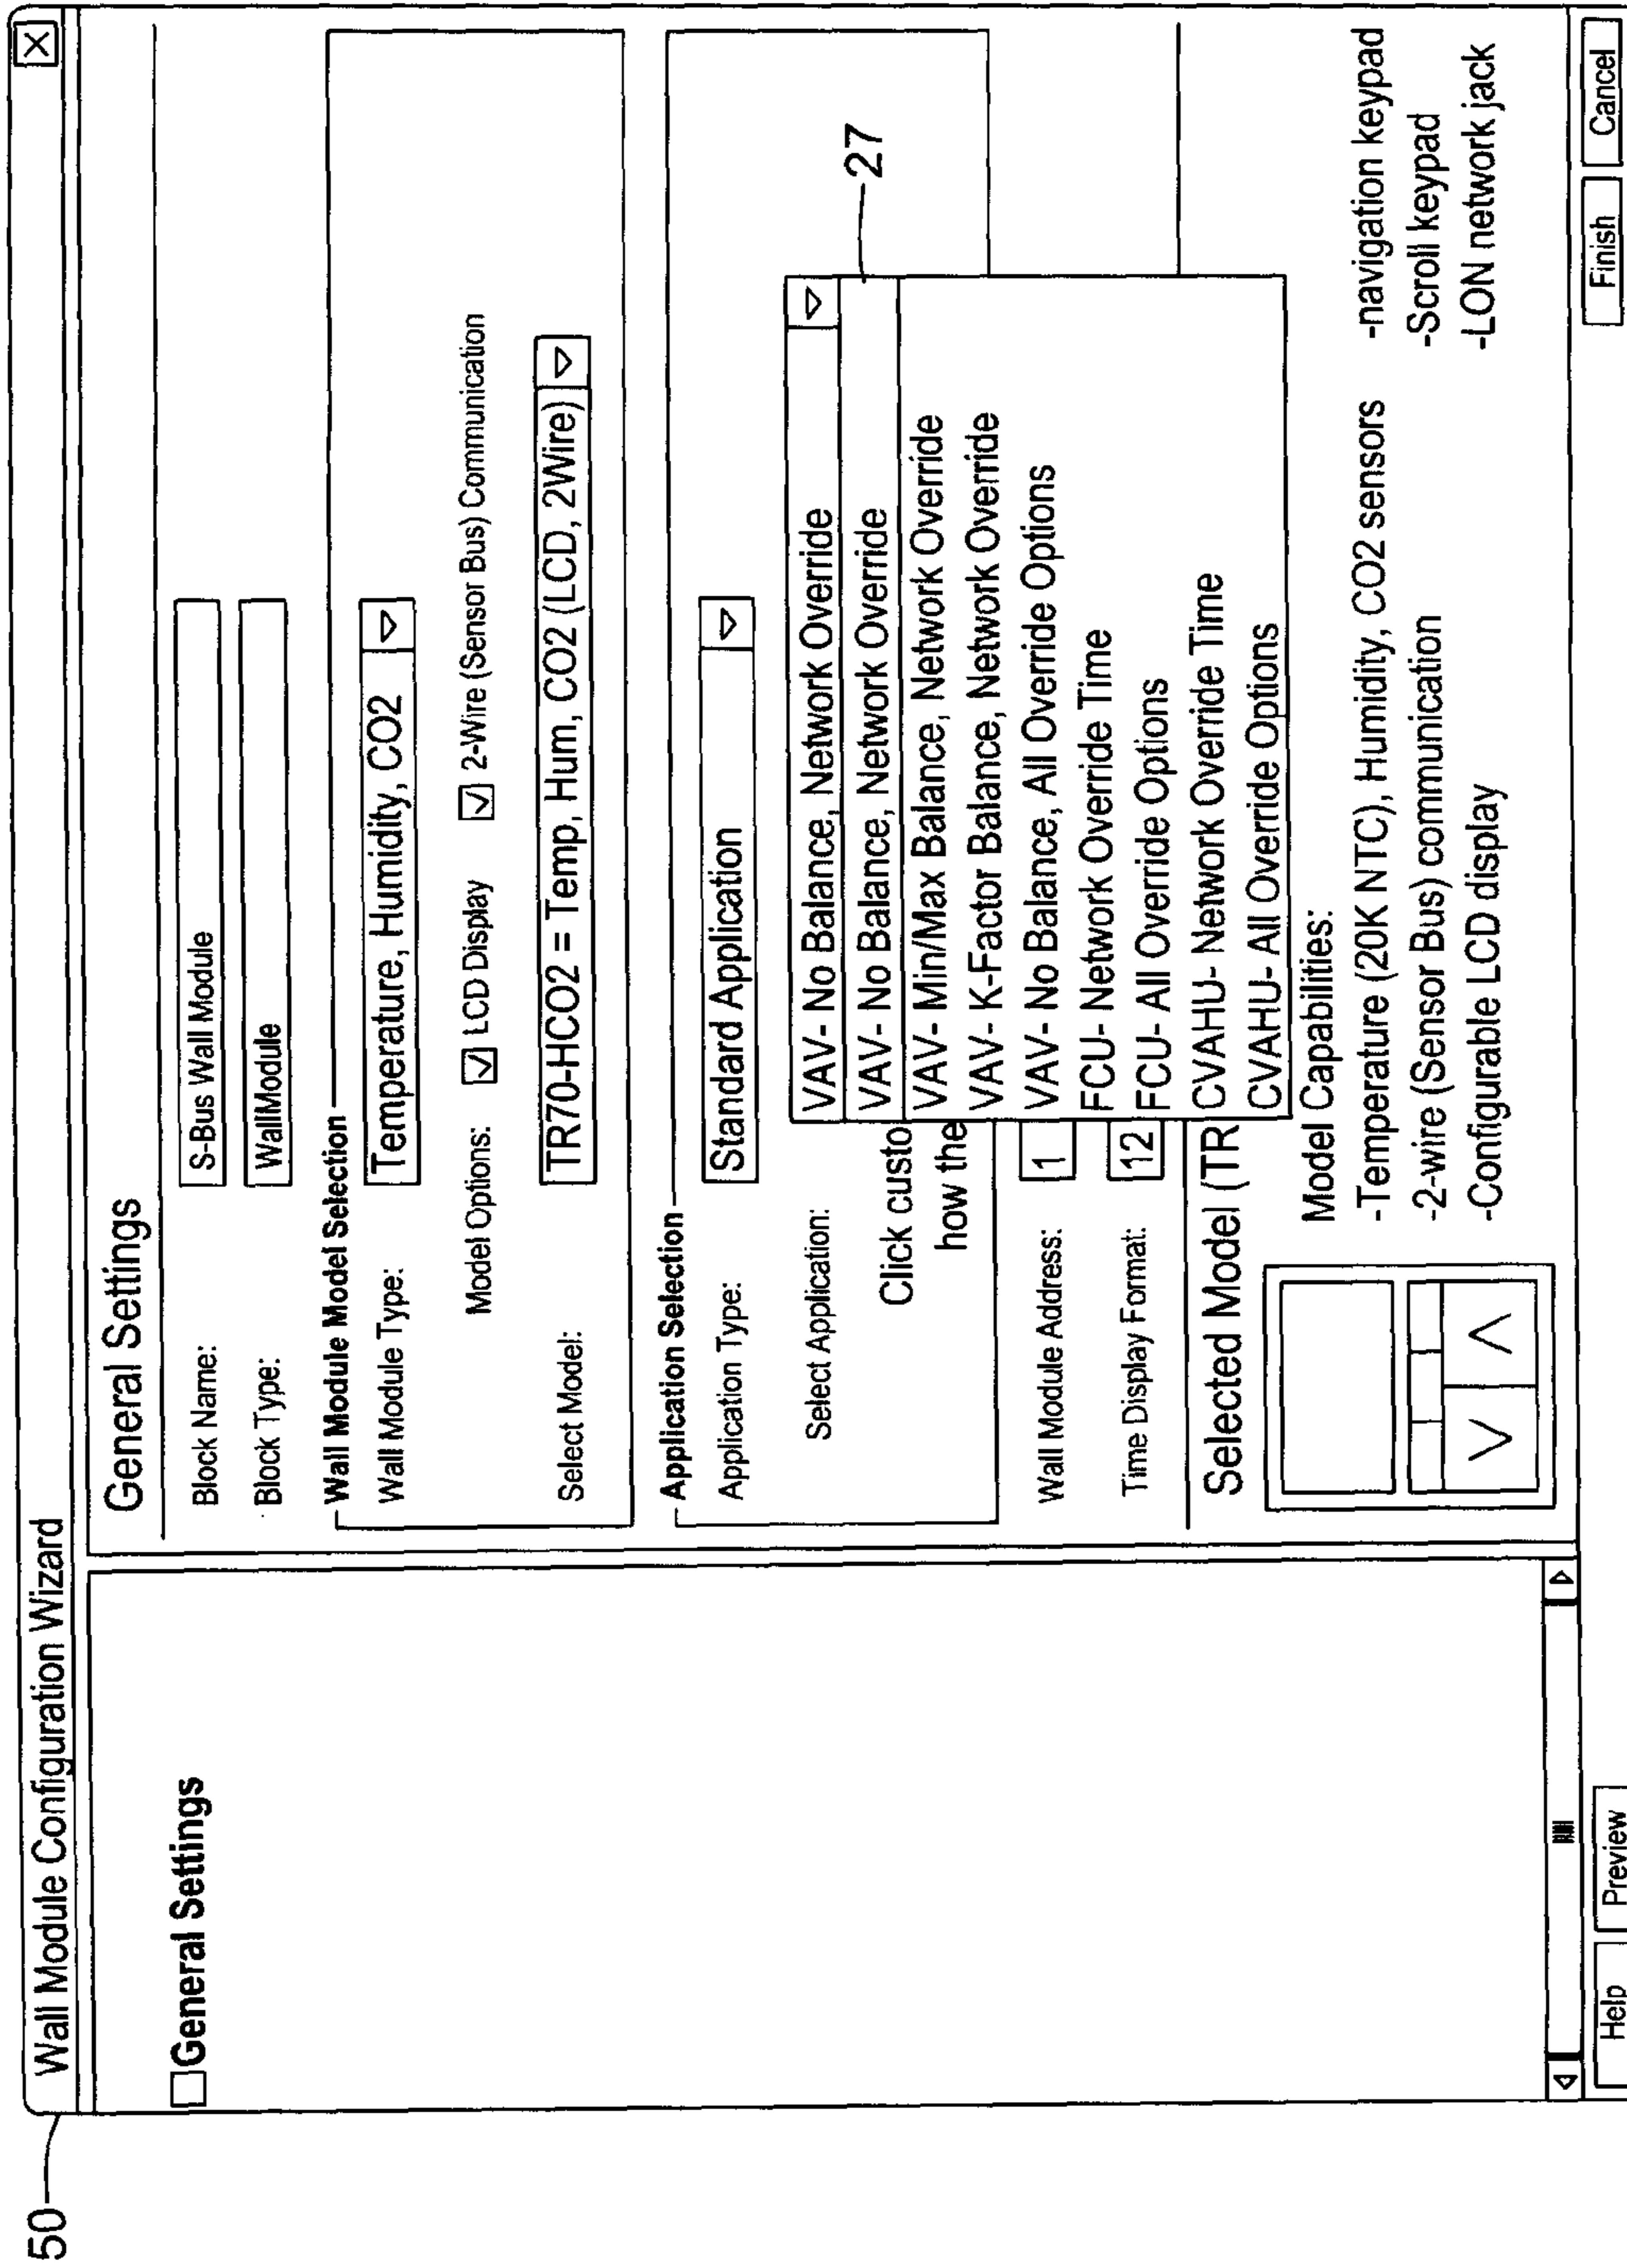 50
Wall Module Configuration Wizard
X
General Settings
General Settings
Block Name: S-Bus Wall Module
Block Type: WallModule
Wall Module Model Selection
Wall Module Type: Temperature, Humidity, CO2
Model Options: LCD Display 2-Wire (Sensor Bus) Communication
Select Model: TR70-HCO2 = Temp, Hum, CO2 (LCD, 2Wire)
Application Selection
Application Type: Standard Application
Select Application: VAV- No Balance, Network Override
VAV- No Balance, Network Override
27
VAV- Min/Max Balance, Network Override
VAV- K-Factor Balance, Network Override
VAV- No Balance, All Override Options
FCU- Network Override Time
FCU- All Override Options
CVAHU- Network Override Time
CVAHU- All Override Options
Click custo
how the
Wall Module Address: 1
Time Display Format: 12
Selected Model (TR
Model Capabilities:
-Temperature (20K NTC), Humidity, CO2 sensors
-2-wire (Sensor Bus) communication
-Configurable LCD display
-navigation keypad
-Scroll keypad
-LON network jack
Help Preview Finish Cancel